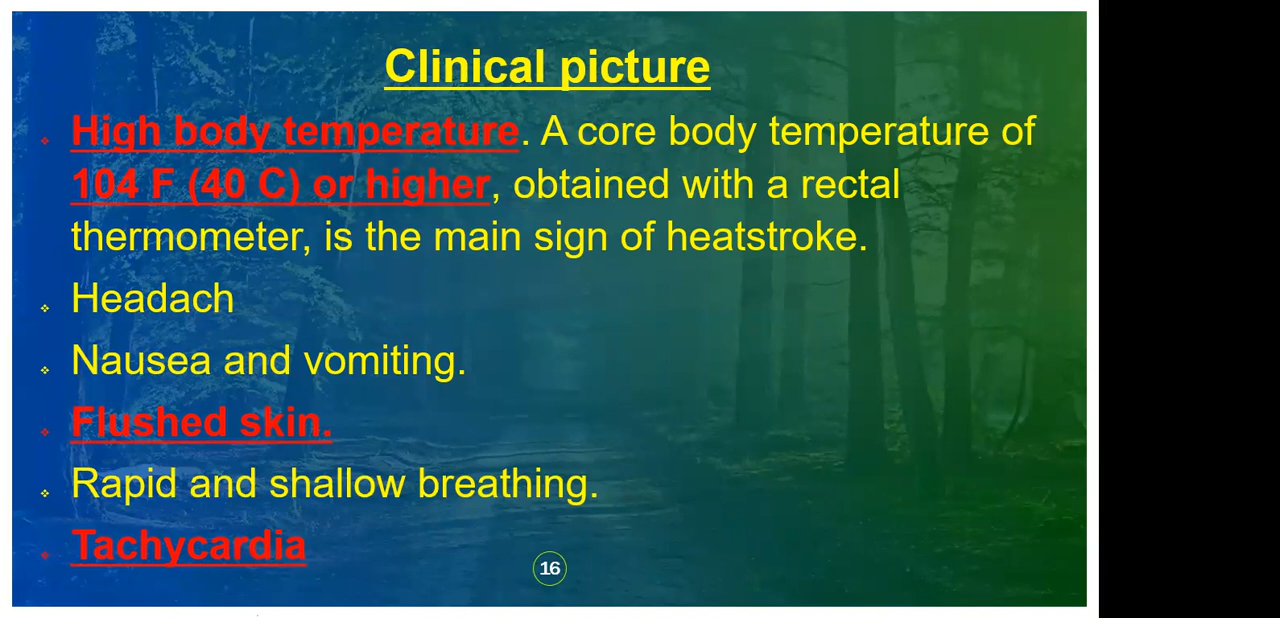 Clinical picture
High body temperature. A core body temperature of
104 F (40 C) or higher, obtained with a rectal
thermometer, is the main sign of heatstroke.
Headach
Nausea and vomiting.
Flushed skin.
Rapid and shallow breathing.
Tachycardia
16